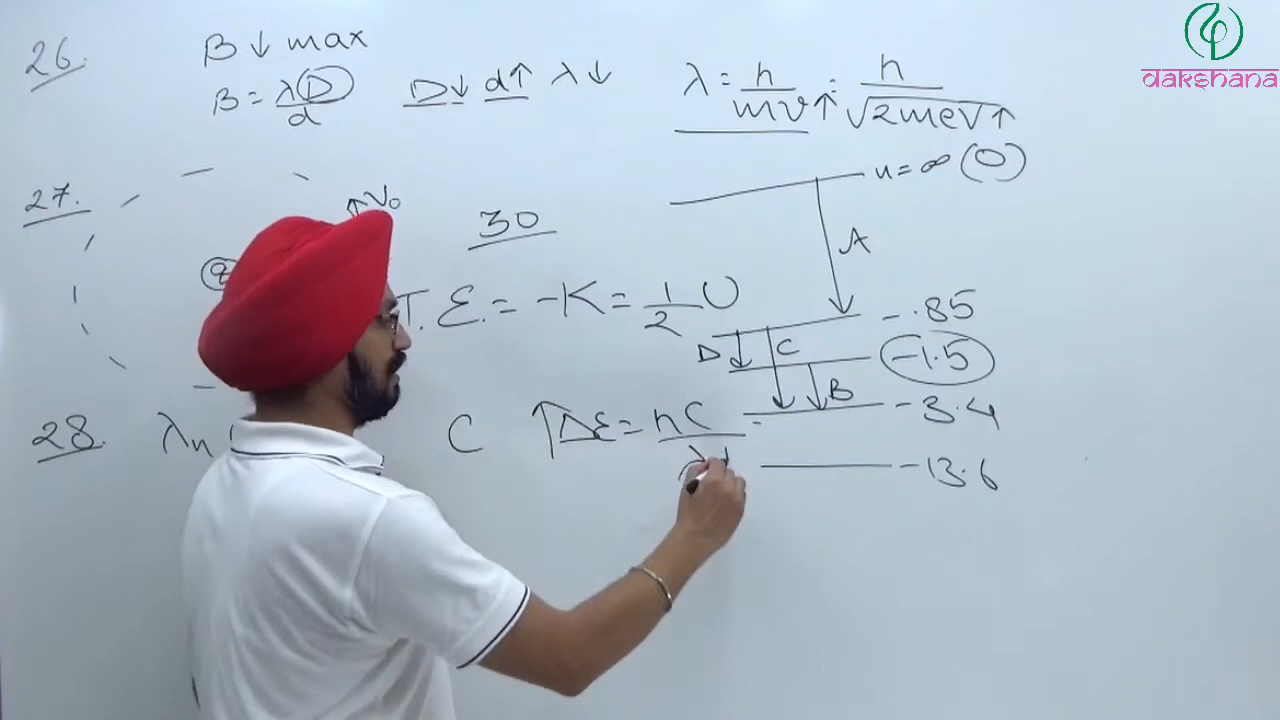 dakshana
26.
B ↓ max
B = λD/d D↓ d↑ λ↓
λ = h/mv↑ = h/√2meV↑
n = ∞ (0)
A
27.
V₀
30
T.E. = -K = 1/2 U
-.85
D C
-1.5
B
-3.4
28. λn C ↑ΔE = hC/λ↓
-13.6